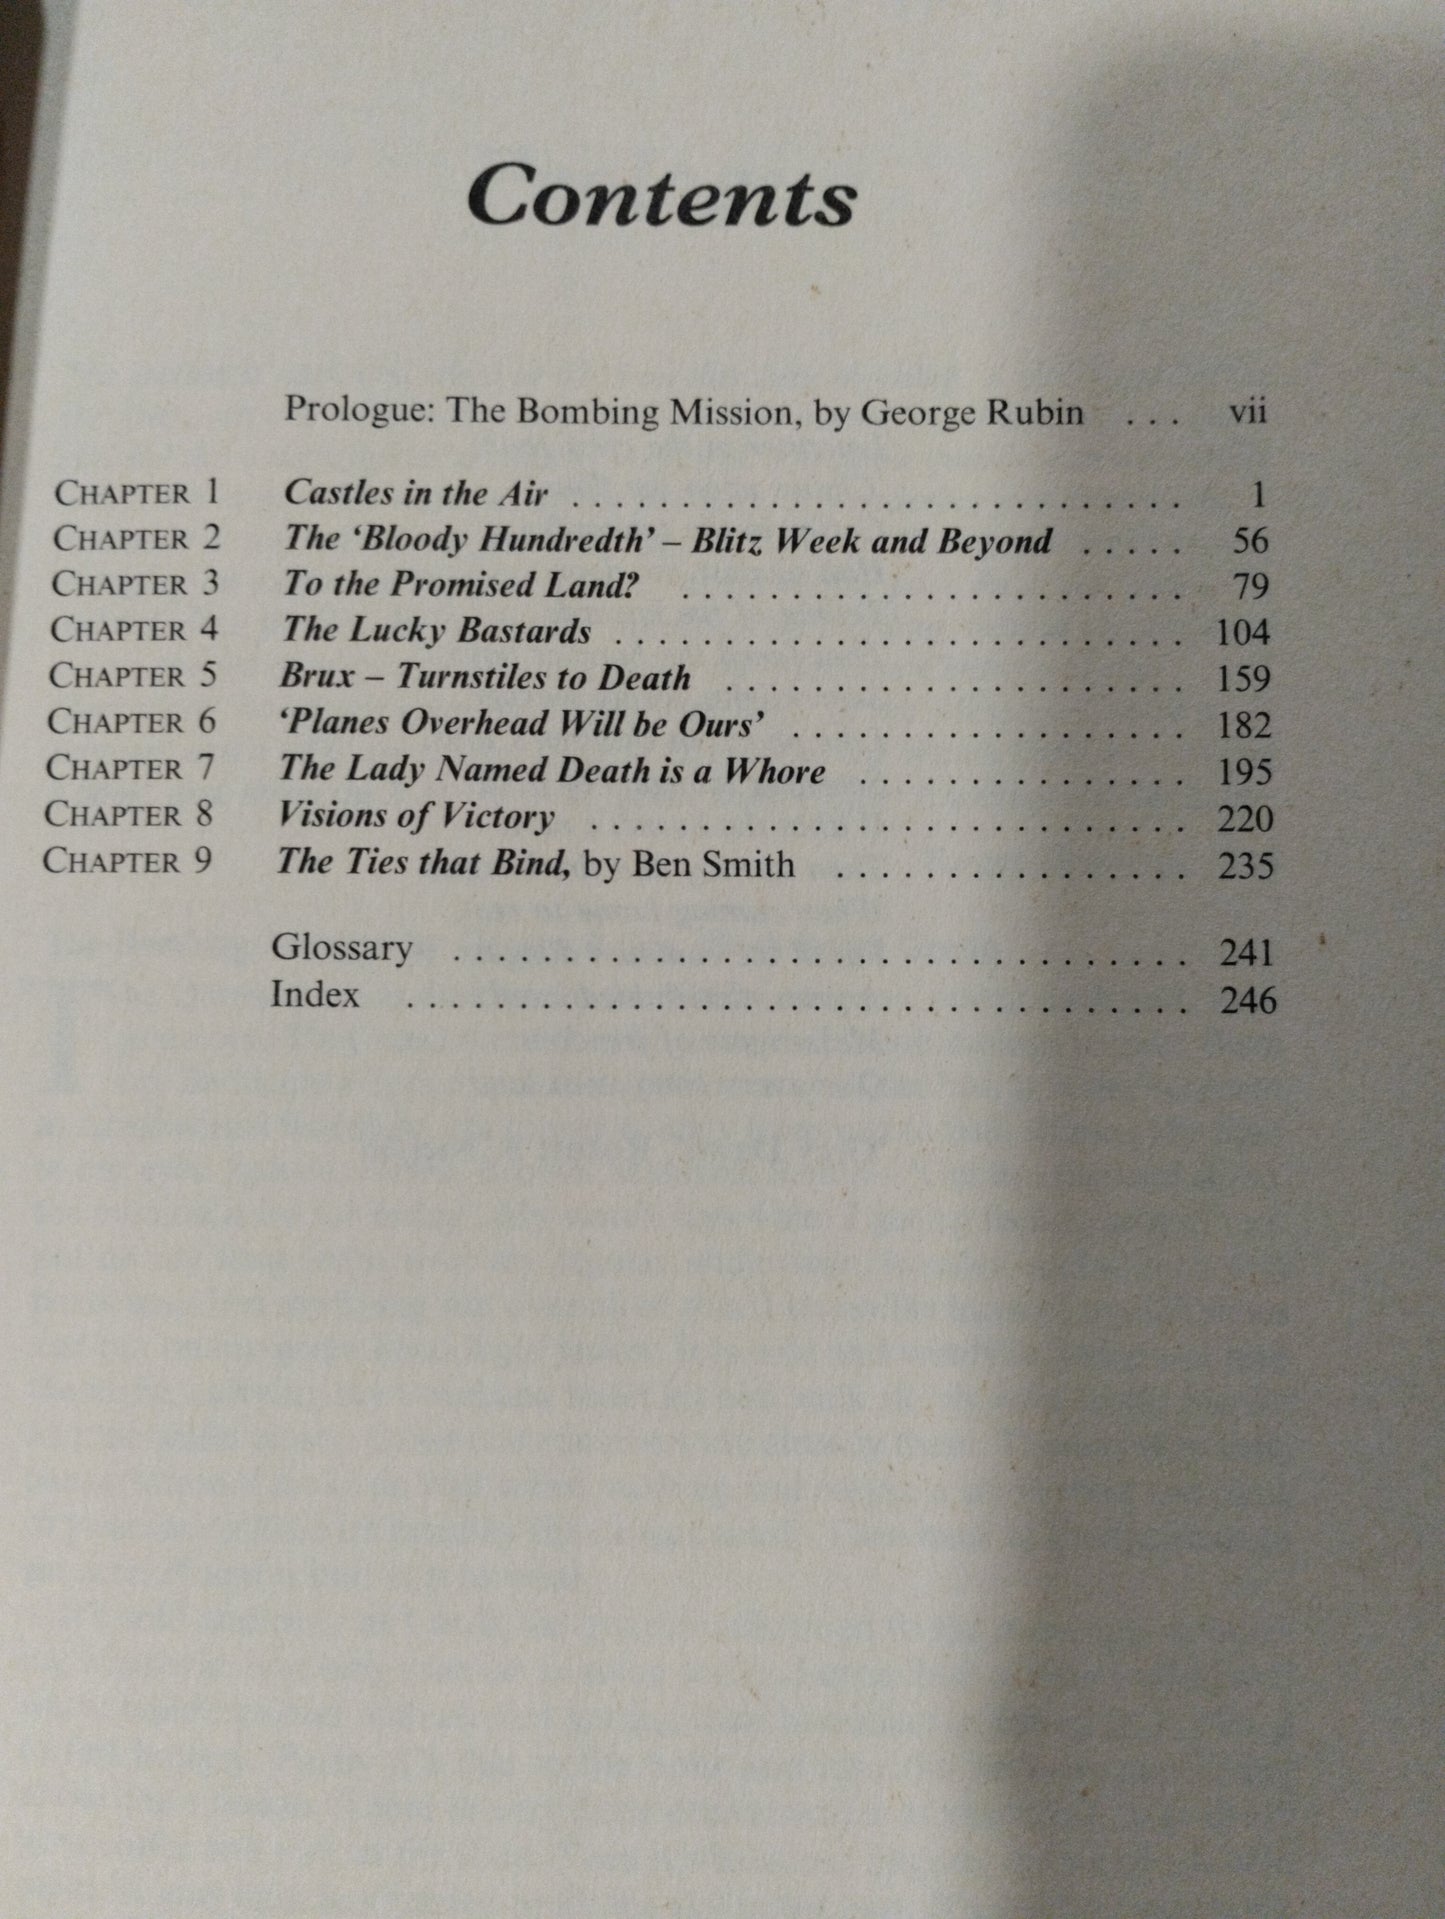 Contents
Prologue: The Bombing Mission, by George Rubin . . . vii
CHAPTER 1 Castles in the Air . . . . . . . . . . . . . . . . . . . . . . . . . . . . 1
CHAPTER 2 The ‘Bloody Hundredth’ – Blitz Week and Beyond . . . . . 56
CHAPTER 3 To the Promised Land? . . . . . . . . . . . . . . . . . . . . . . . 79
CHAPTER 4 The Lucky Bastards . . . . . . . . . . . . . . . . . . . . . . . . . . 104
CHAPTER 5 Brux – Turnstiles to Death . . . . . . . . . . . . . . . . . . . . . 159
CHAPTER 6 ‘Planes Overhead Will be Ours’ . . . . . . . . . . . . . . . . . . 182
CHAPTER 7 The Lady Named Death is a Whore . . . . . . . . . . . . . . . 195
CHAPTER 8 Visions of Victory . . . . . . . . . . . . . . . . . . . . . . . . . . . 220
CHAPTER 9 The Ties that Bind, by Ben Smith . . . . . . . . . . . . . . . . 235
Glossary . . . . . . . . . . . . . . . . . . . . . . . . . . . . . . . . . 241
Index . . . . . . . . . . . . . . . . . . . . . . . . . . . . . . . . . . . 246